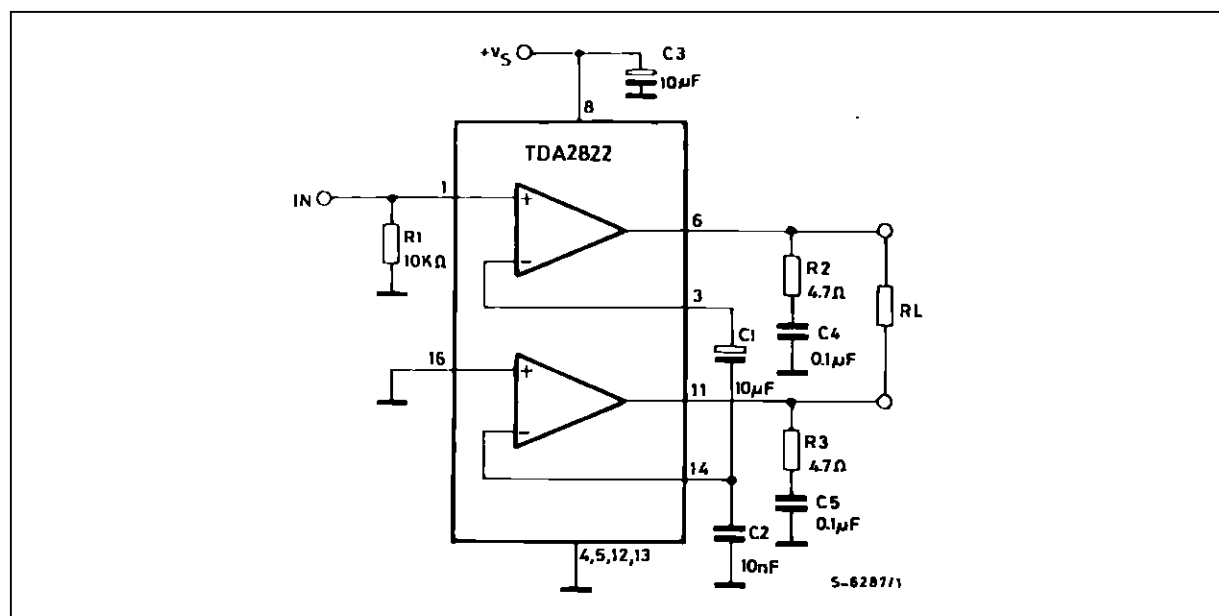 +VS
C3
10µF
8
TDA2822
IN
1
R1
10KΩ
6
R2
4.7Ω
RL
3
C4
0.1µF
C1
10µF
16
11
R3
4.7Ω
14
C5
0.1µF
C2
10nF
4,5,12,13
S-6287/1